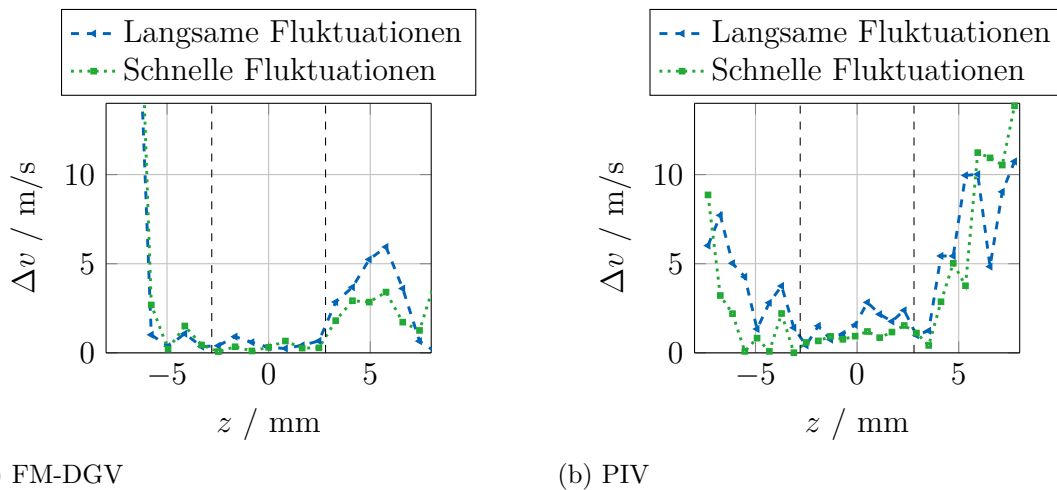 Langsame Fluktuationen
Schnelle Fluktuationen
Δv / m/s
10
5
0
−5
0
5
z / mm
FM-DGV
Langsame Fluktuationen
Schnelle Fluktuationen
Δv / m/s
10
5
0
−5
0
5
z / mm
(b) PIV